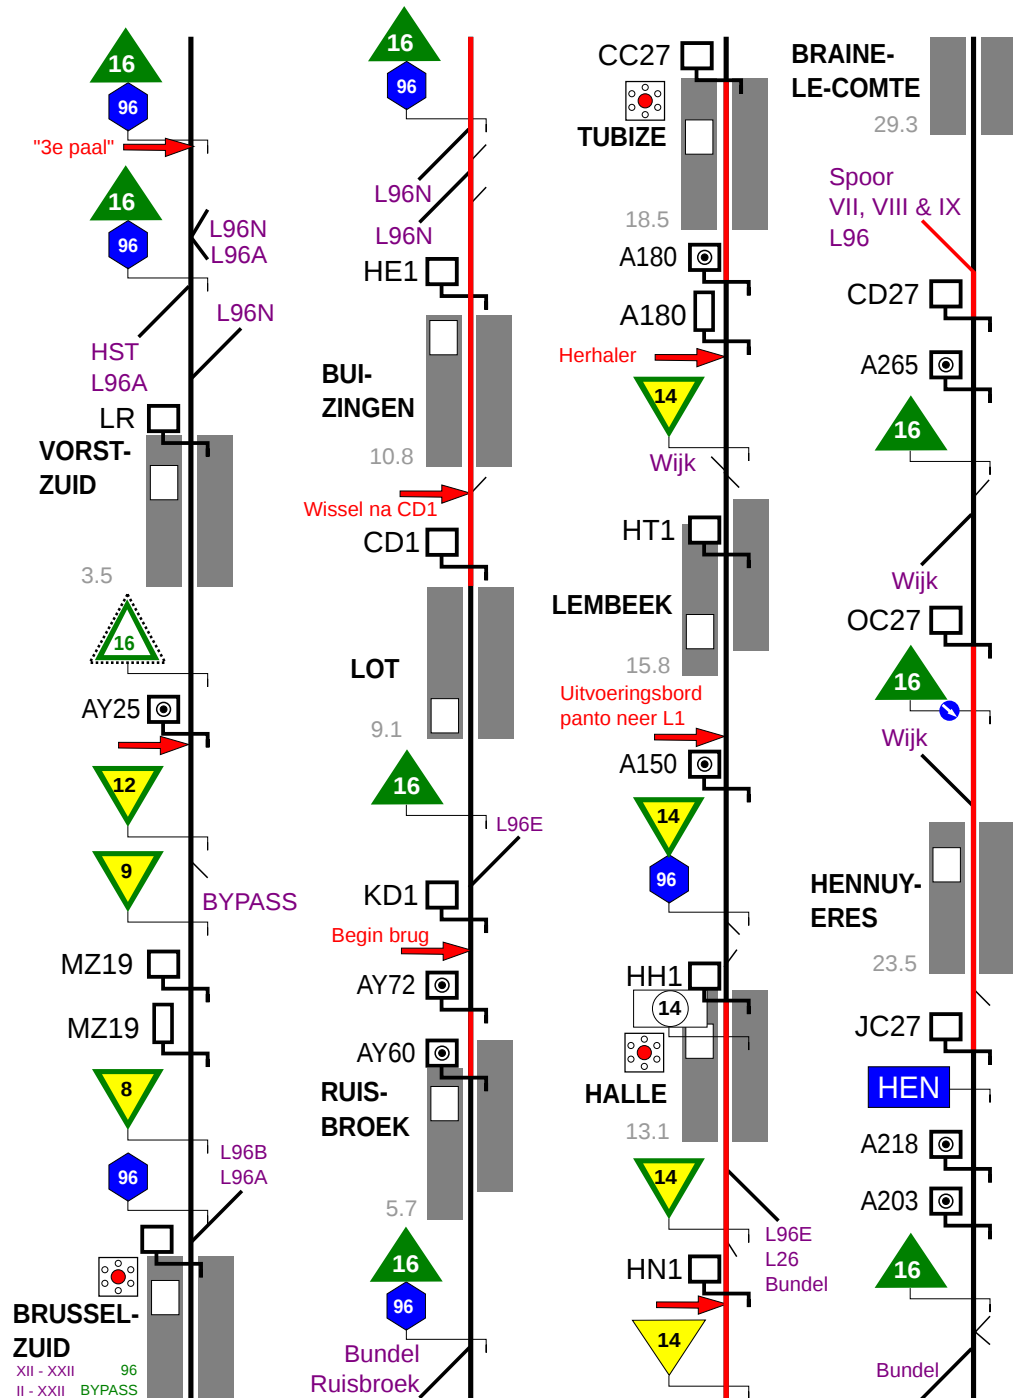 16
96
"3e paal"
16
96
L96N
L96A
L96N
HST
L96A
LR
VORST-
ZUID
3.5
16
AY25
12
9
BYPASS
MZ19
MZ19
8
96
L96B
L96A
BRUSSEL-
ZUID
XII - XXII 96
II - XXII BYPASS
16
96
L96N
L96N
HE1
BUI-
ZINGEN
10.8
Wissel na CD1
CD1
LOT
9.1
16
L96E
KD1
Begin brug
AY72
AY60
RUIS-
BROEK
5.7
16
96
Bundel
Ruisbroek
CC27
TUBIZE
18.5
A180
A180
Herhaler
14
Wijk
HT1
LEMBEEK
15.8
Uitvoeringsbord
panto neer L1
A150
14
96
HH1
14
HALLE
13.1
14
L96E
L26
Bundel
HN1
14
BRAINE-
LE-COMTE
29.3
Spoor
VII, VIII & IX
L96
CD27
A265
16
Wijk
OC27
16
Wijk
HENNUY-
ERES
23.5
JC27
HEN
A218
A203
16
Bundel